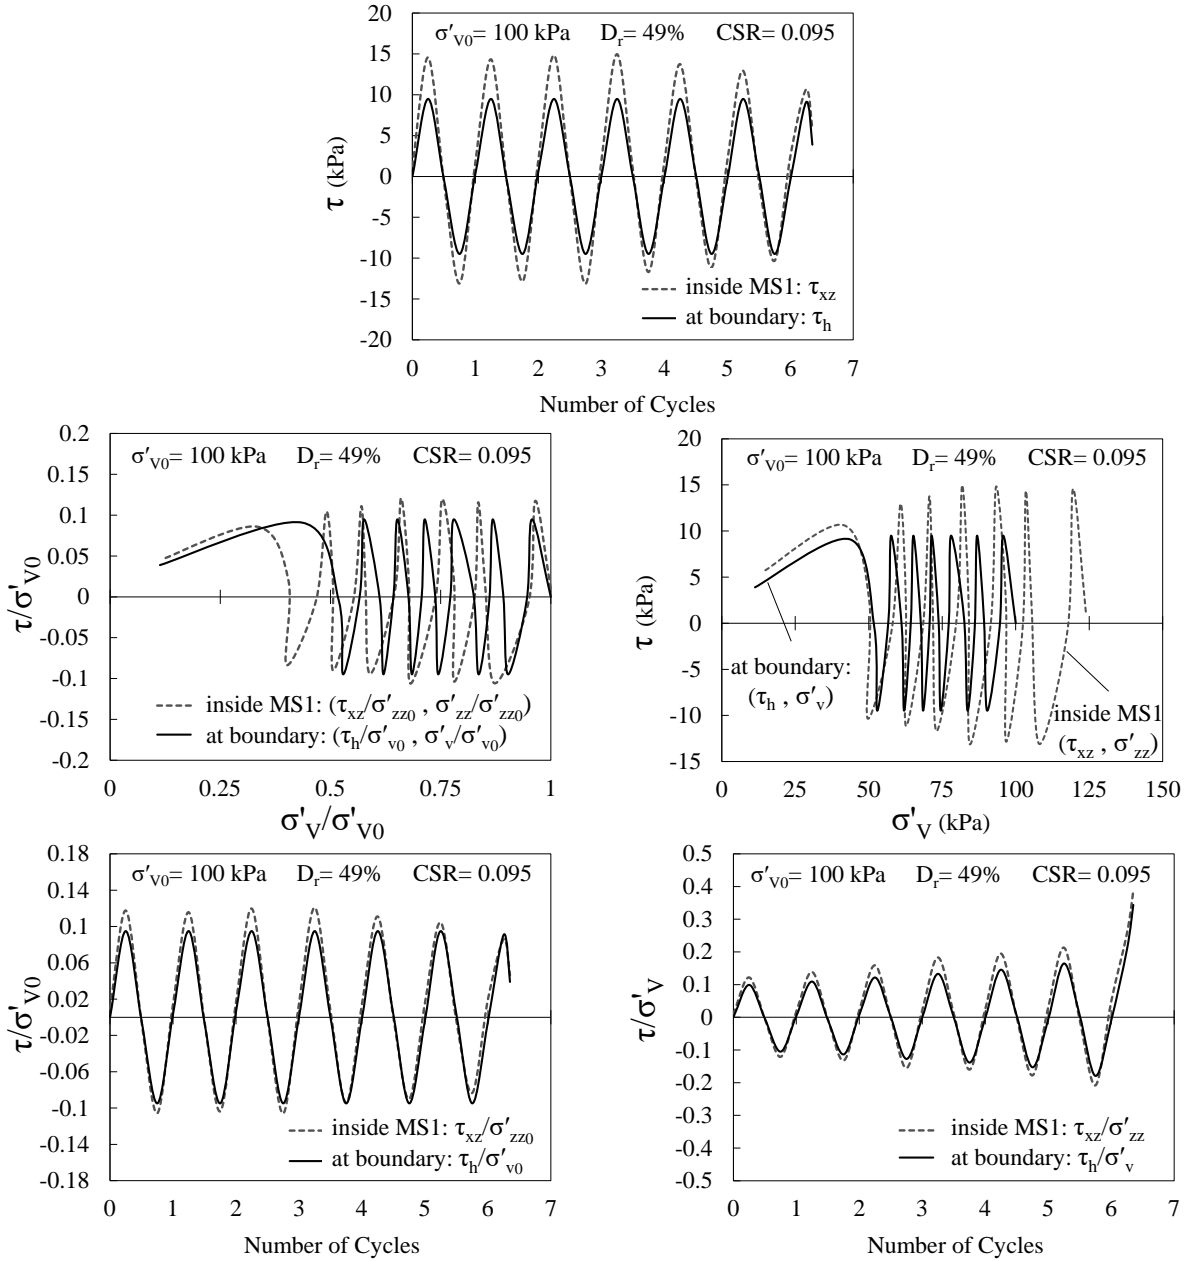 σ'V0= 100 kPa Dr= 49% CSR= 0.095
20
15
10
5
0
-5
-10
-15
-20
τ (kPa)
inside MS1: τxz
at boundary: τh
0 1 2 3 4 5 6 7
Number of Cycles
σ'V0= 100 kPa Dr= 49% CSR= 0.095
0.2
0.15
0.1
0.05
0
-0.05
-0.1
-0.15
-0.2
τ/σ'V0
inside MS1: (τxz/σ'zz0 , σ'zz/σ'zz0)
at boundary: (τh/σ'v0 , σ'v/σ'v0)
0 0.25 0.5 0.75 1
σ'V/σ'V0
σ'V0= 100 kPa Dr= 49% CSR= 0.095
20
15
10
5
0
-5
-10
-15
τ (kPa)
at boundary:
(τh , σ'v)
inside MS1
(τxz , σ'zz)
0 25 50 75 100 125 150
σ'V (kPa)
σ'V0= 100 kPa Dr= 49% CSR= 0.095
0.18
0.14
0.1
0.06
0.02
-0.02
-0.06
-0.1
-0.14
-0.18
τ/σ'V0
inside MS1: τxz/σ'zz0
at boundary: τh/σ'v0
0 1 2 3 4 5 6 7
Number of Cycles
σ'V0= 100 kPa Dr= 49% CSR= 0.095
0.5
0.4
0.3
0.2
0.1
0
-0.1
-0.2
-0.3
-0.4
-0.5
τ/σ'V
inside MS1: τxz/σ'zz
at boundary: τh/σ'v
0 1 2 3 4 5 6 7
Number of Cycles